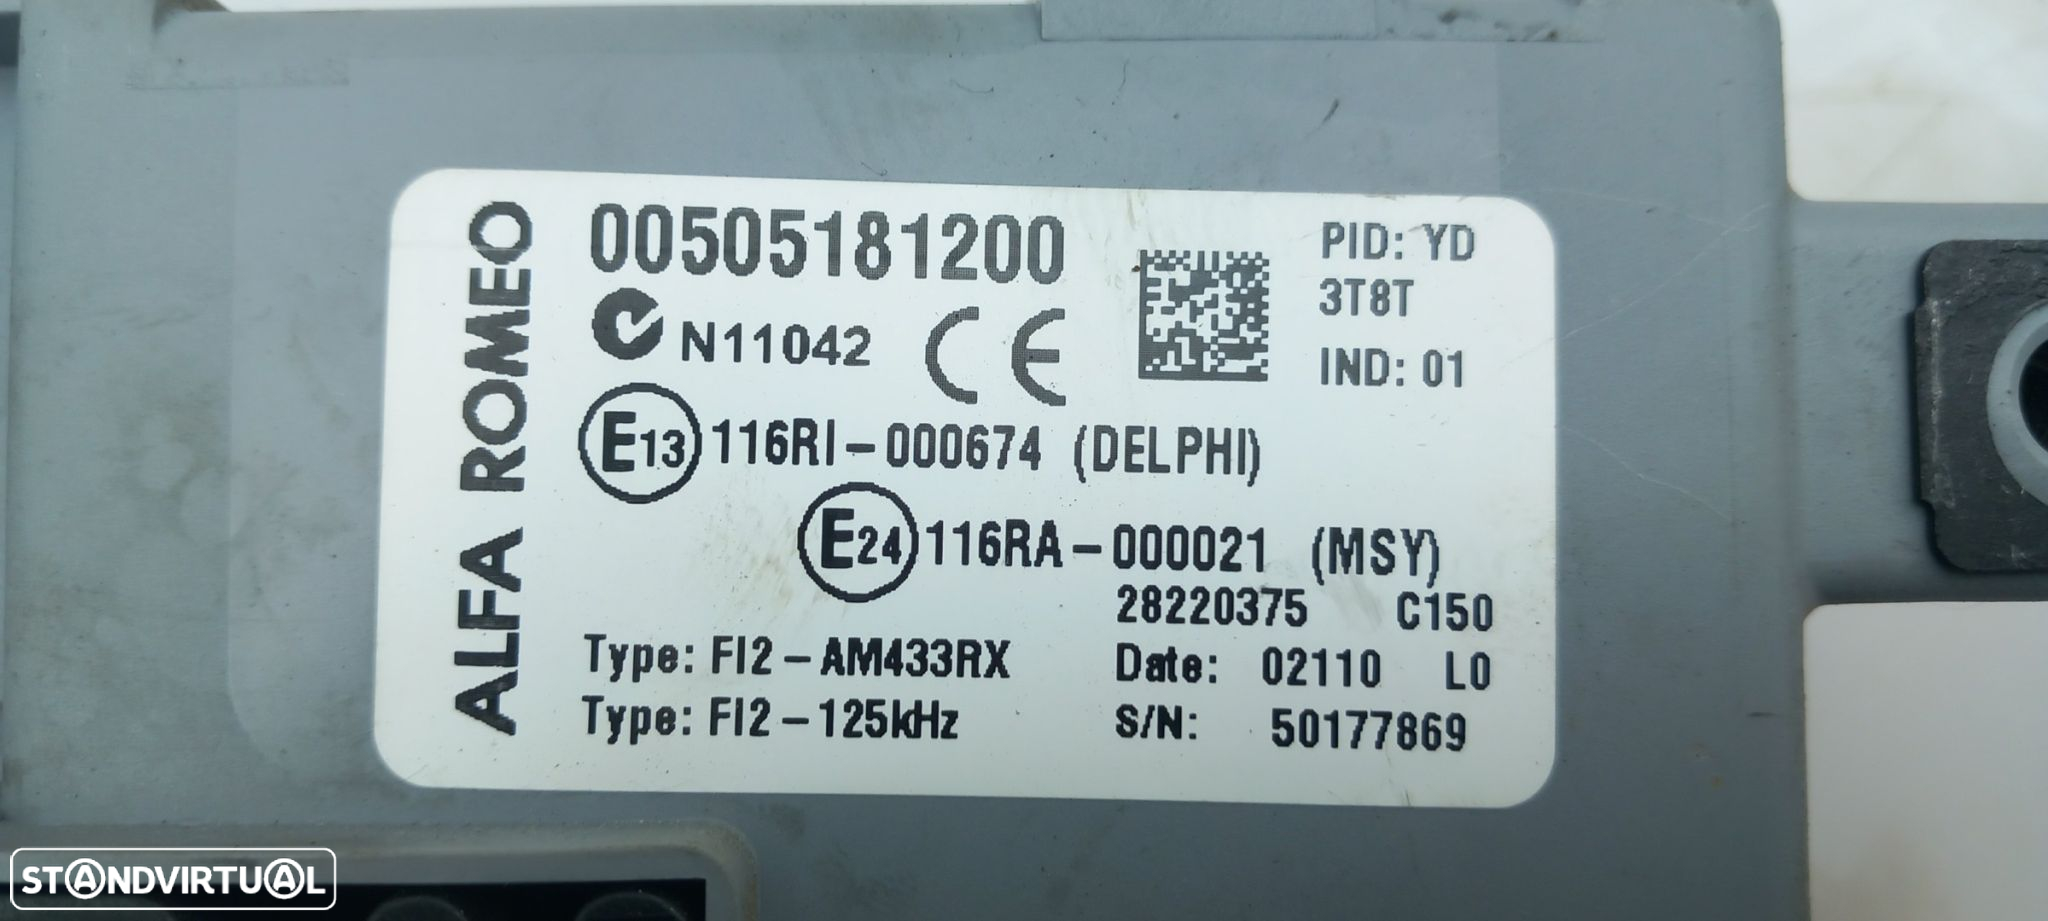 ALFA ROMEO
00505181200
PID: YD
3T8T
N11042 CE
IND: 01
E13 116RI-000674 (DELPHI)
E24 116RA-000021 (MSY)
28220375 C150
Type: FI2-AM433RX
Date: 02110 L0
Type: FI2-125kHz
S/N: 50177869
STANDVIRTUAL